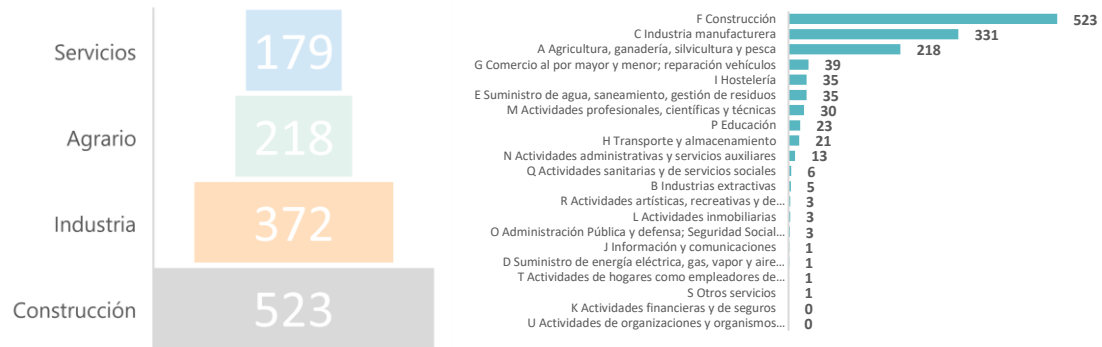 Servicios 179
Agrario 218
Industria 372
Construcción 523
F Construcción 523
C Industria manufacturera 331
A Agricultura, ganadería, silvicultura y pesca 218
G Comercio al por mayor y menor; reparación vehículos 39
I Hostelería 35
E Suministro de agua, saneamiento, gestión de residuos 35
M Actividades profesionales, científicas y técnicas 30
P Educación 23
H Transporte y almacenamiento 21
N Actividades administrativas y servicios auxiliares 13
Q Actividades sanitarias y de servicios sociales 6
B Industrias extractivas 5
R Actividades artísticas, recreativas y de… 3
L Actividades inmobiliarias 3
O Administración Pública y defensa; Seguridad Social… 3
J Información y comunicaciones 1
D Suministro de energía eléctrica, gas, vapor y aire… 1
T Actividades de hogares como empleadores de… 1
S Otros servicios 1
K Actividades financieras y de seguros 0
U Actividades de organizaciones y organismos… 0